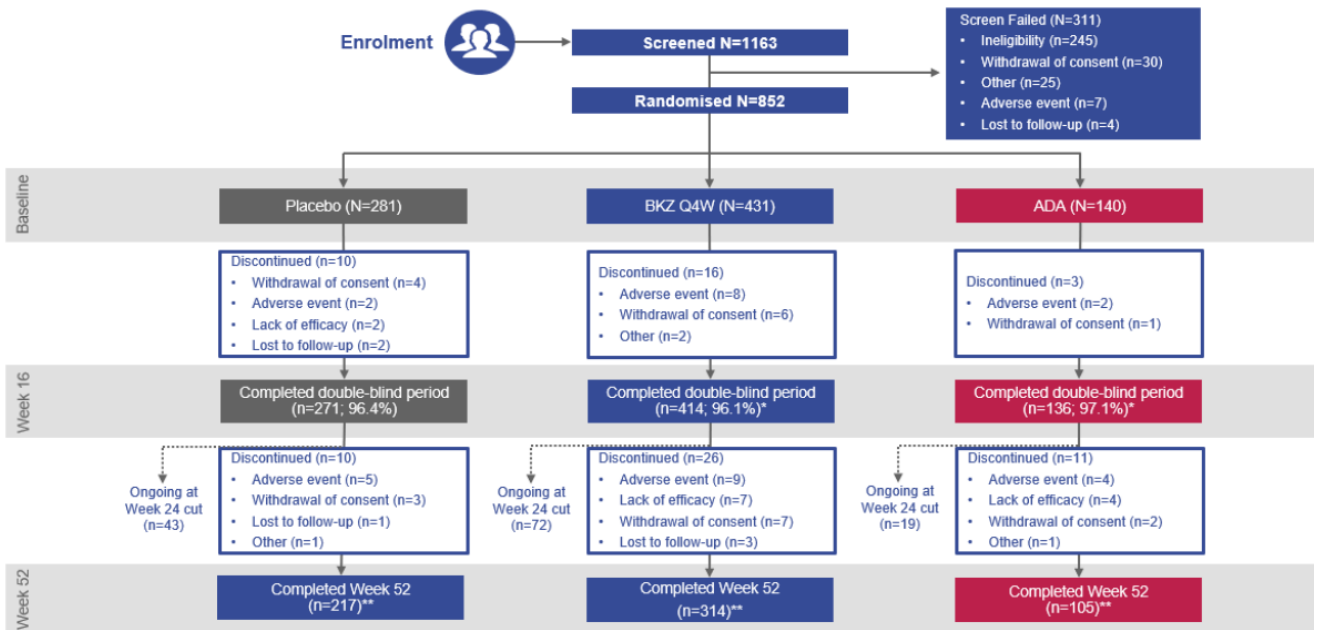 Enrolment
Screened N=1163
Randomised N=852
Screen Failed (N=311)
• Ineligibility (n=245)
• Withdrawal of consent (n=30)
• Other (n=25)
• Adverse event (n=7)
• Lost to follow-up (n=4)
Baseline
Placebo (N=281)
BKZ Q4W (N=431)
ADA (N=140)
Discontinued (n=10)
• Withdrawal of consent (n=4)
• Adverse event (n=2)
• Lack of efficacy (n=2)
• Lost to follow-up (n=2)
Discontinued (n=16)
• Adverse event (n=8)
• Withdrawal of consent (n=6)
• Other (n=2)
Discontinued (n=3)
• Adverse event (n=2)
• Withdrawal of consent (n=1)
Week 16
Completed double-blind period
(n=271; 96.4%)
Completed double-blind period
(n=414; 96.1%)*
Completed double-blind period
(n=136; 97.1%)*
Ongoing at
Week 24 cut
(n=43)
Discontinued (n=10)
• Adverse event (n=5)
• Withdrawal of consent (n=3)
• Lost to follow-up (n=1)
• Other (n=1)
Ongoing at
Week 24 cut
(n=72)
Discontinued (n=26)
• Adverse event (n=9)
• Lack of efficacy (n=7)
• Withdrawal of consent (n=7)
• Lost to follow-up (n=3)
Ongoing at
Week 24 cut
(n=19)
Discontinued (n=11)
• Adverse event (n=4)
• Lack of efficacy (n=4)
• Withdrawal of consent (n=2)
• Other (n=1)
Week 52
Completed Week 52
(n=217)**
Completed Week 52
(n=314)**
Completed Week 52
(n=105)**